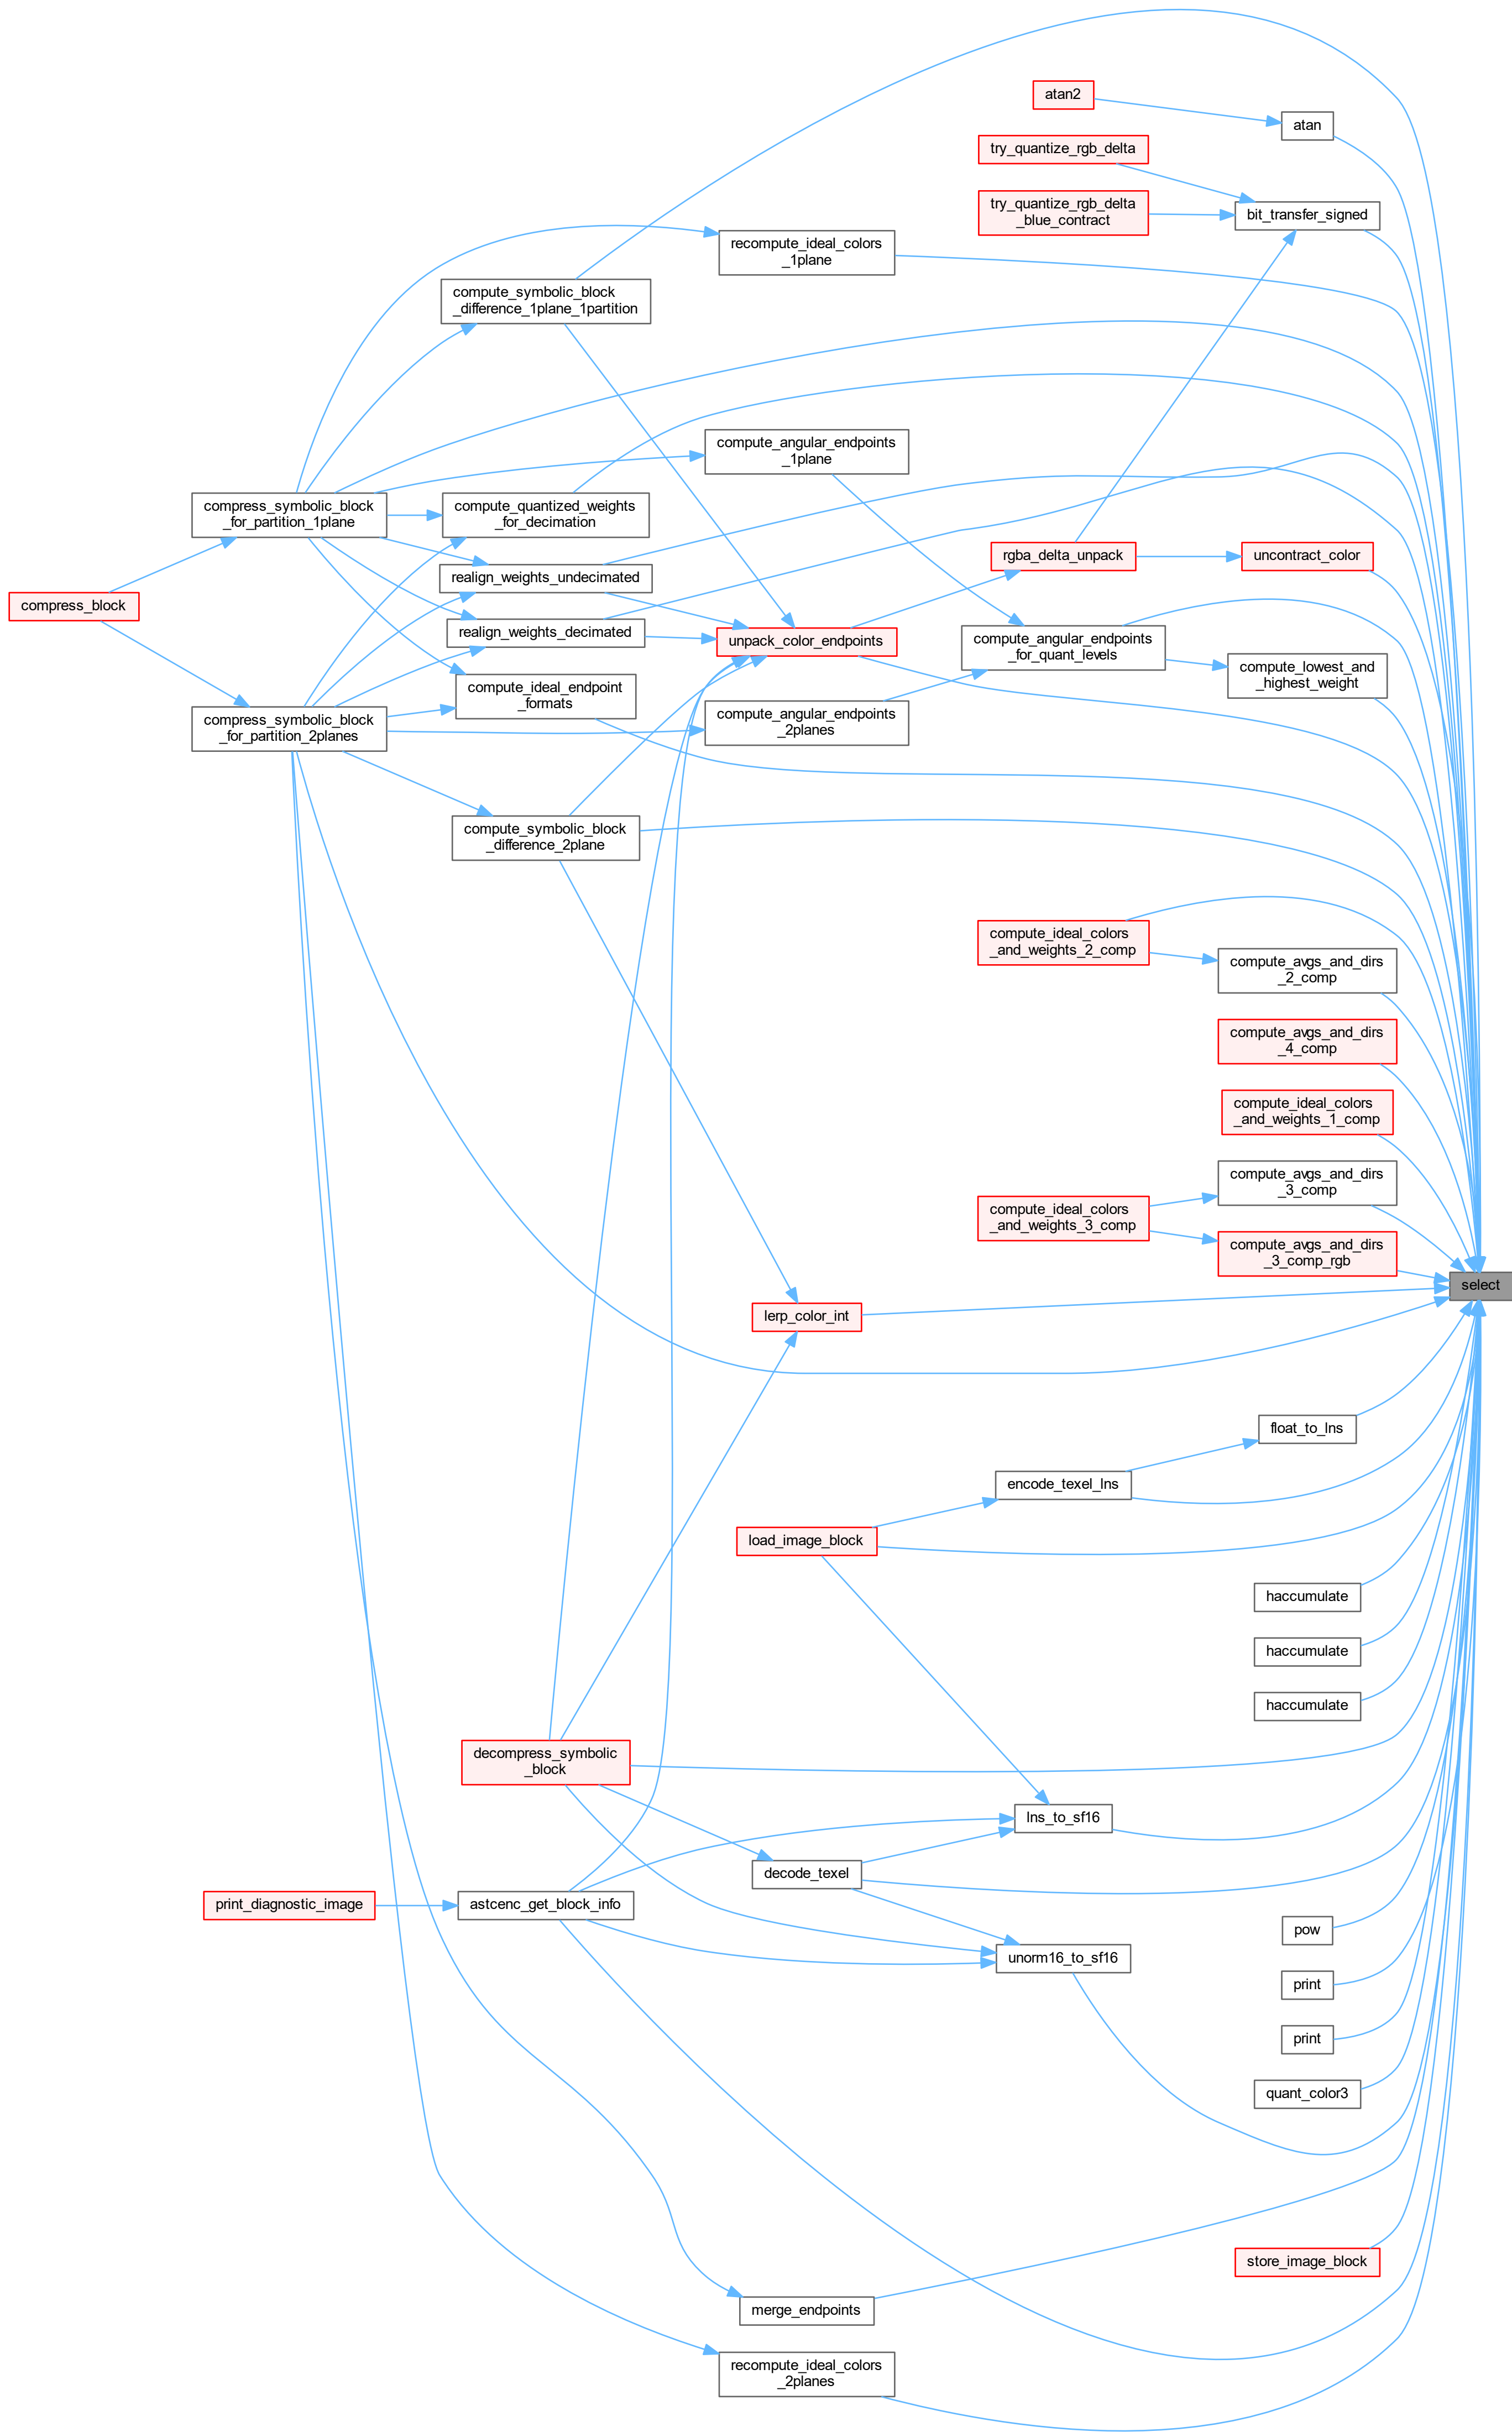 atan2
atan
try_quantize_rgb_delta
try_quantize_rgb_delta
_blue_contract
bit_transfer_signed
recompute_ideal_colors
_1plane
compute_symbolic_block
_difference_1plane_1partition
compute_angular_endpoints
_1plane
compress_symbolic_block
_for_partition_1plane
compute_quantized_weights
_for_decimation
rgba_delta_unpack
uncontract_color
realign_weights_undecimated
compress_block
realign_weights_decimated
unpack_color_endpoints
compute_angular_endpoints
_for_quant_levels
compute_lowest_and
_highest_weight
compute_ideal_endpoint
_formats
compress_symbolic_block
_for_partition_2planes
compute_angular_endpoints
_2planes
compute_symbolic_block
_difference_2plane
compute_ideal_colors
_and_weights_2_comp
compute_avgs_and_dirs
_2_comp
compute_avgs_and_dirs
_4_comp
compute_ideal_colors
_and_weights_1_comp
compute_avgs_and_dirs
_3_comp
compute_ideal_colors
_and_weights_3_comp
compute_avgs_and_dirs
_3_comp_rgb
select
lerp_color_int
float_to_lns
encode_texel_lns
load_image_block
haccumulate
haccumulate
haccumulate
decompress_symbolic
_block
lns_to_sf16
decode_texel
print_diagnostic_image
astcenc_get_block_info
pow
unorm16_to_sf16
print
print
quant_color3
store_image_block
merge_endpoints
recompute_ideal_colors
_2planes